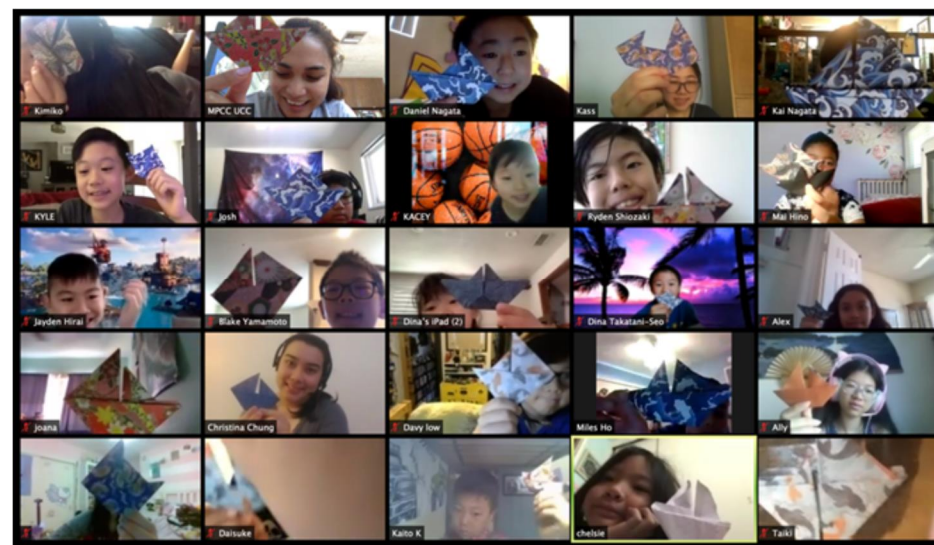 Kimiko
MPCC UCC
Daniel Nagata
Kass
Kai Nagata
KYLE
Josh
KACEY
Ryden Shiozaki
Mai Hino
Jayden Hirai
Blake Yamamoto
Dina's iPad (2)
Dina Takatani-Seo
Alex
Joana
Christina Chung
Davy low
Miles Ho
Ally
Daisuke
Kaito K
chelsie
Taiki